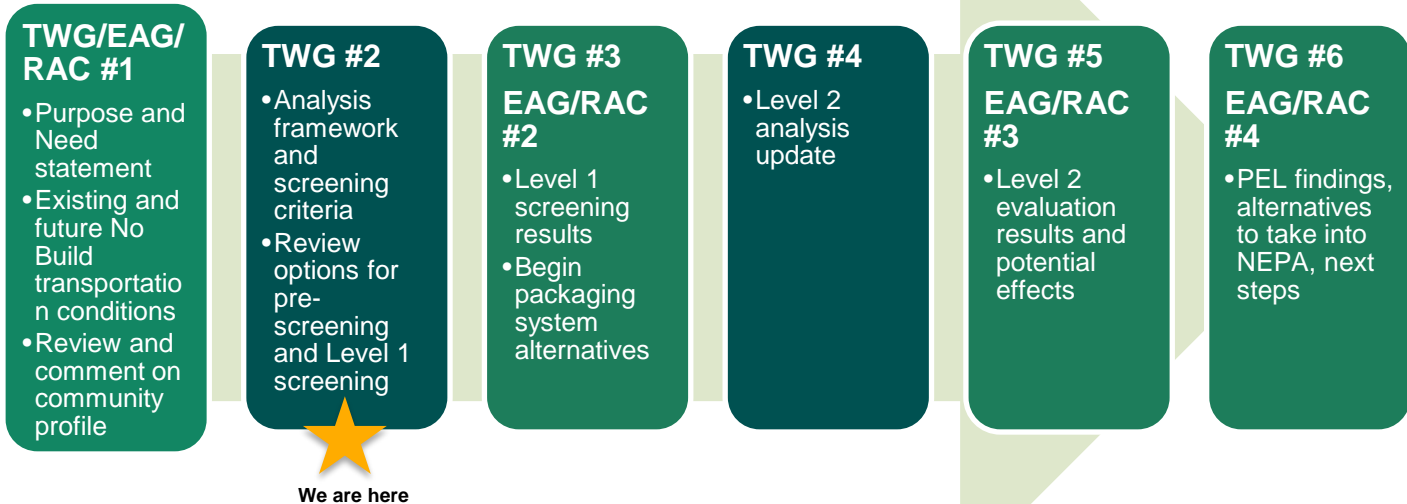 TWG/EAG/
RAC #1
•Purpose and
Need
statement
•Existing and
future No
Build
transportatio
n conditions
•Review and
comment on
community
profile
TWG #2
•Analysis
framework
and
screening
criteria
•Review
options for
pre-
screening
and Level 1
screening
We are here
TWG #3
EAG/RAC
#2
•Level 1
screening
results
•Begin
packaging
system
alternatives
TWG #4
•Level 2
analysis
update
TWG #5
EAG/RAC
#3
•Level 2
evaluation
results and
potential
effects
TWG #6
EAG/RAC
#4
•PEL findings,
alternatives
to take into
NEPA, next
steps